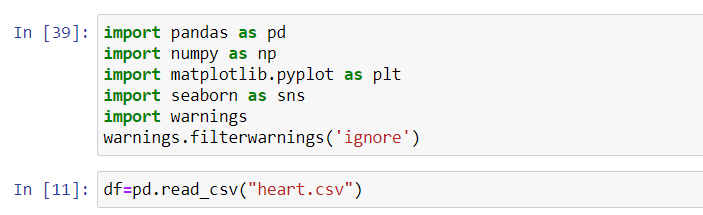 In [39]: import pandas as pd
import numpy as np
import matplotlib.pyplot as plt
import seaborn as sns
import warnings
warnings.filterwarnings('ignore')
In [11]: df=pd.read_csv("heart.csv")